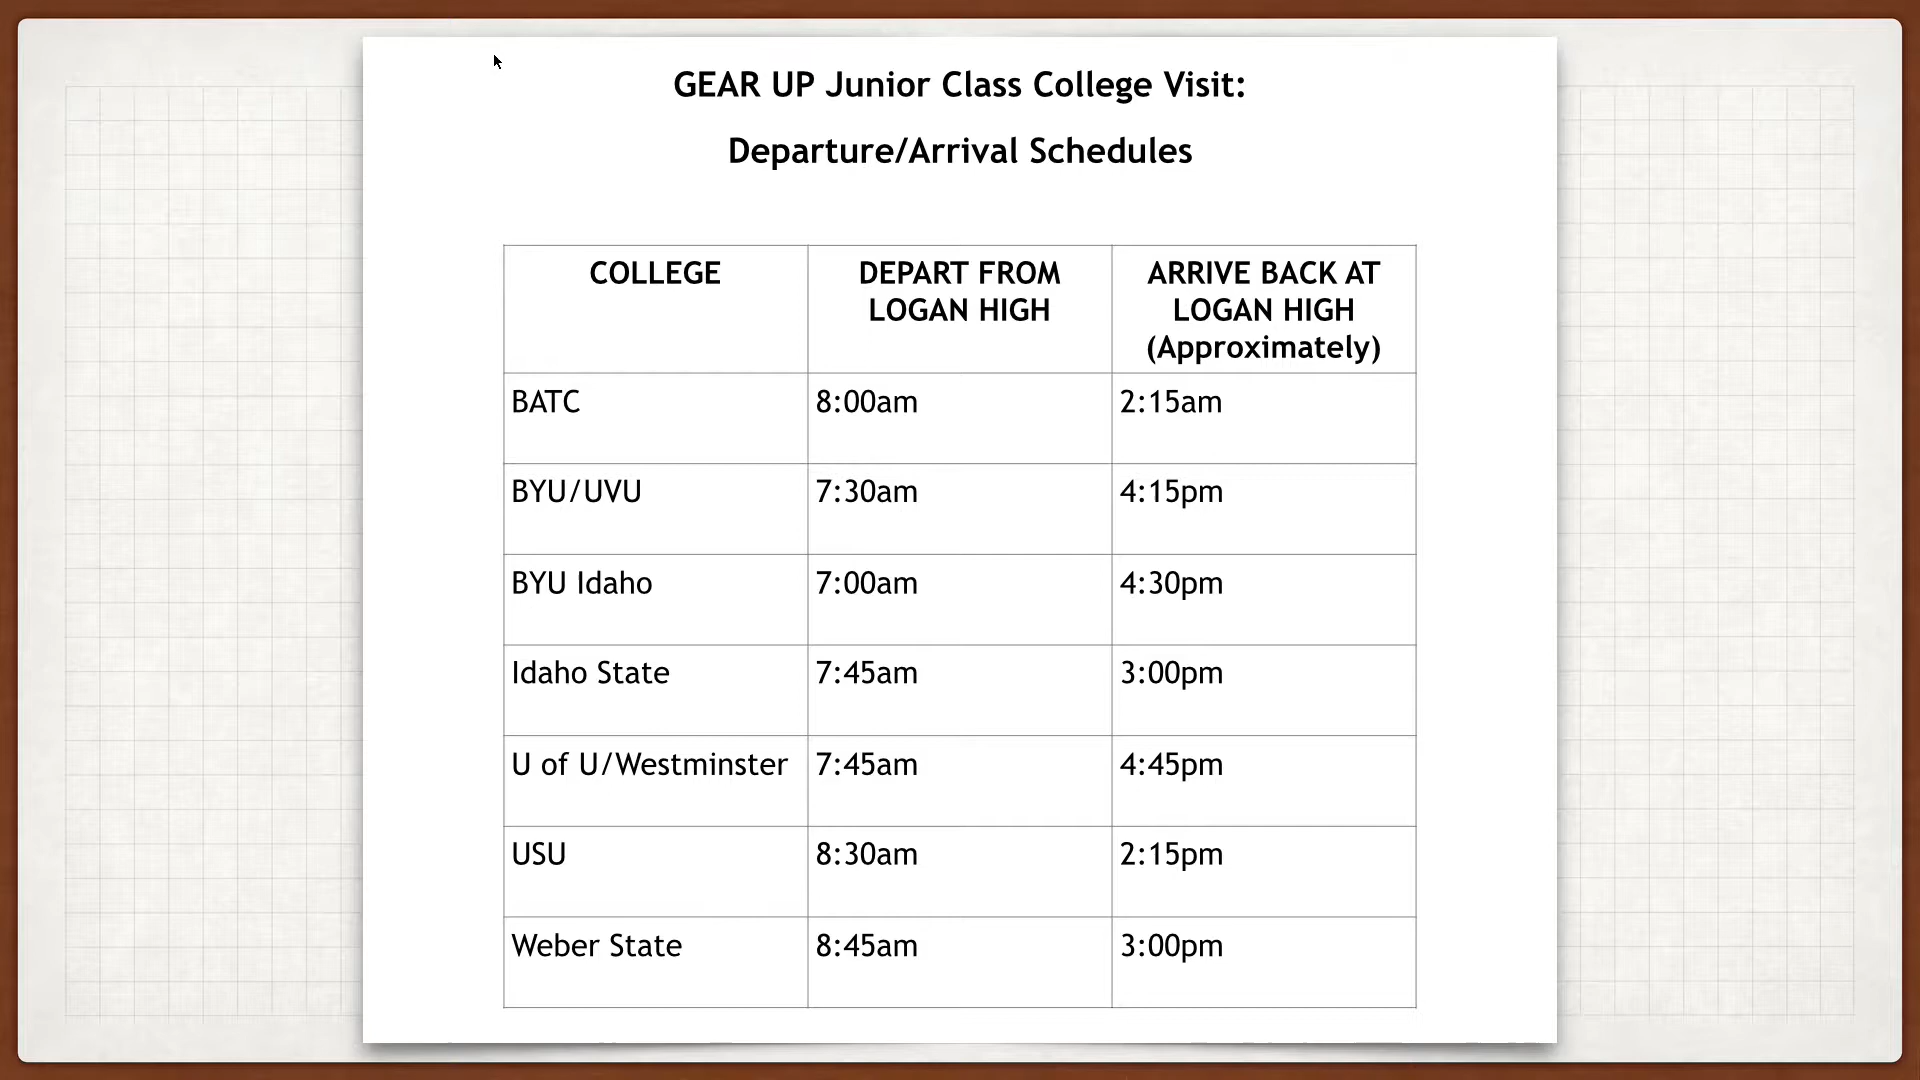 GEAR UP Junior Class College Visit:
Departure/Arrival Schedules
COLLEGE DEPART FROM LOGAN HIGH ARRIVE BACK AT LOGAN HIGH (Approximately)
BATC 8:00am 2:15am
BYU/UVU 7:30am 4:15pm
BYU Idaho 7:00am 4:30pm
Idaho State 7:45am 3:00pm
U of U/Westminster 7:45am 4:45pm
USU 8:30am 2:15pm
Weber State 8:45am 3:00pm